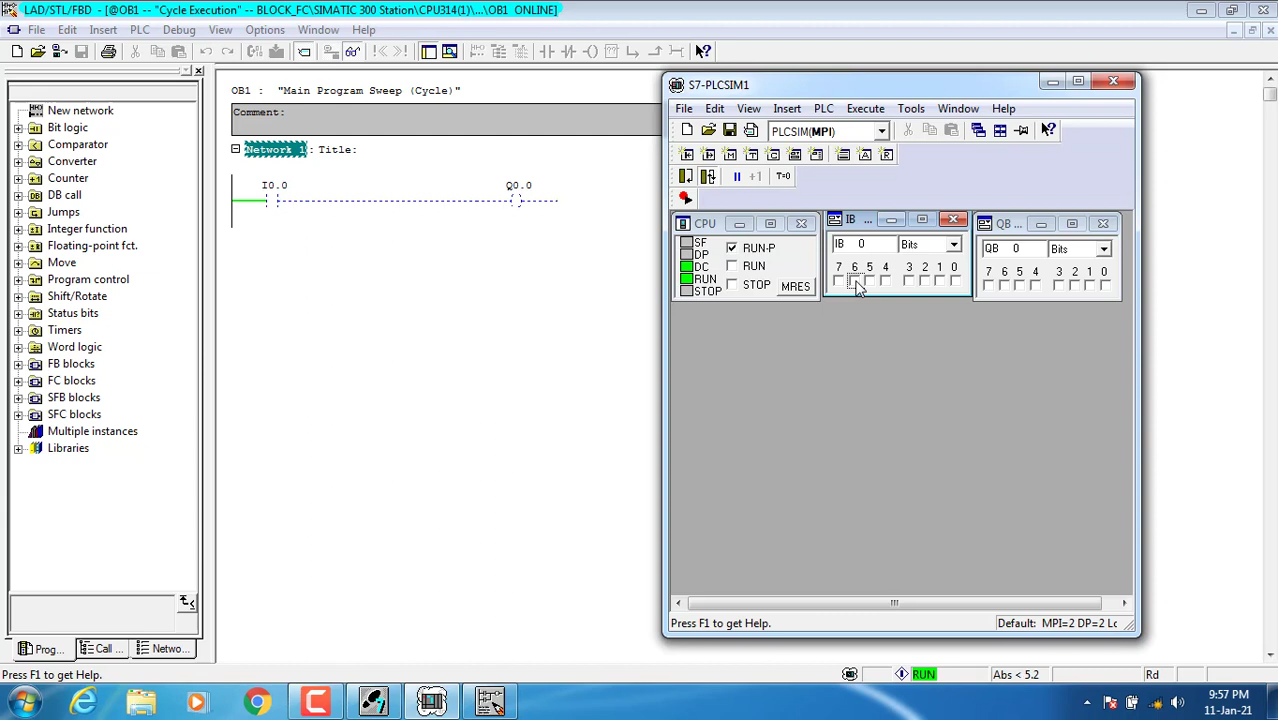 LAD/STL/FBD - [@OB1 -- "Cycle Execution" -- BLOCK_FC\SIMATIC 300 Station\CPU314(1)\...\OB1 ONLINE]
File Edit Insert PLC Debug View Options Window Help
New network
Bit logic
Comparator
Converter
Counter
DB call
Jumps
Integer function
Floating-point fct.
Move
Program control
Shift/Rotate
Status bits
Timers
Word logic
FB blocks
FC blocks
SFB blocks
SFC blocks
Multiple instances
Libraries
Prog... Call ... Netwo...
OB1 : "Main Program Sweep (Cycle)"
Comment:
Network 1: Title:
I0.0 Q0.0
S7-PLCSIM1
File Edit View Insert PLC Execute Tools Window Help
PLCSIM(MPI)
+1 T=0
CPU
SF
DP
DC
RUN
STOP
RUN-P
RUN
STOP MRES
IB ...
IB 0 Bits
7 6 5 4 3 2 1 0
QB ...
QB 0 Bits
7 6 5 4 3 2 1 0
Press F1 to get Help. Default: MPI=2 DP=2 Lc
Press F1 to get Help. RUN Abs < 5.2 Rd
9:57 PM
11-Jan-21